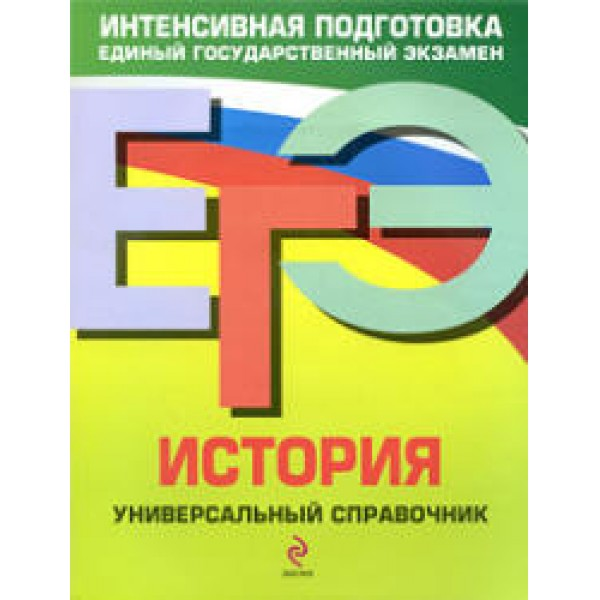 ИНТЕНСИВНАЯ ПОДГОТОВКА
ЕДИНЫЙ ГОСУДАРСТВЕННЫЙ ЭКЗАМЕН
ЕГЭ
ИСТОРИЯ
УНИВЕРСАЛЬНЫЙ СПРАВОЧНИК